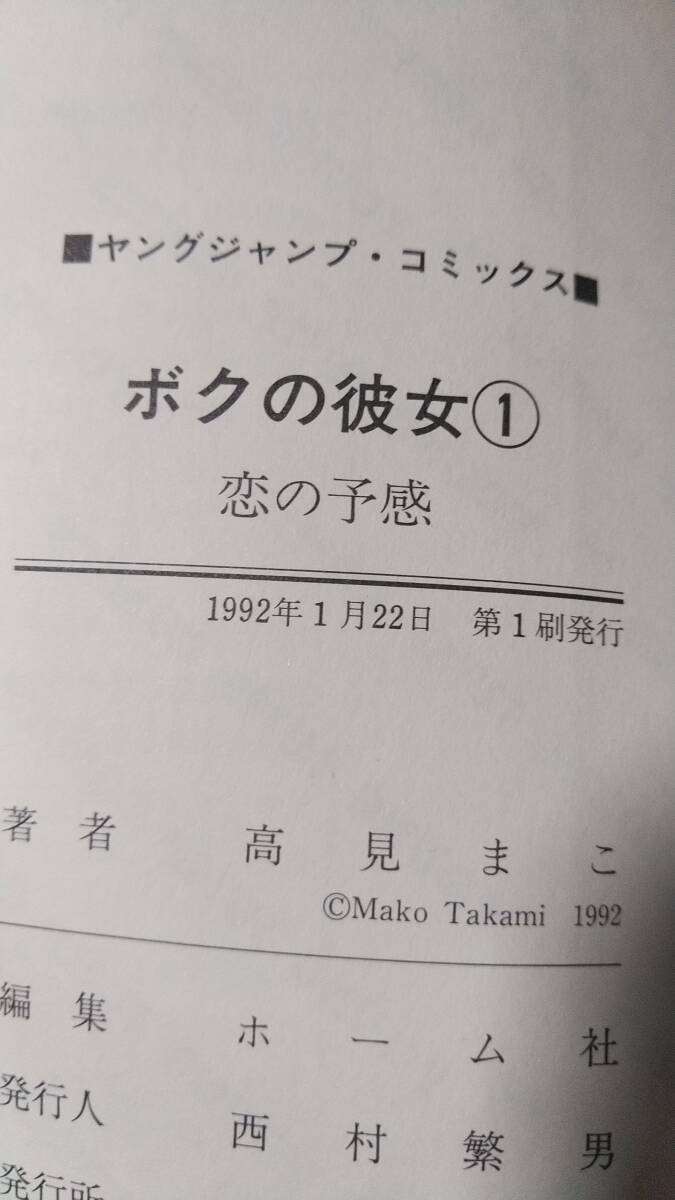 ■ヤングジャンプ・コミックス■
ボクの彼女①
恋の予感
1992年1月22日　第1刷発行
著者　高見まこ
©Mako Takami 1992
編集　ホーム社
発行人　西村繁男
発行所